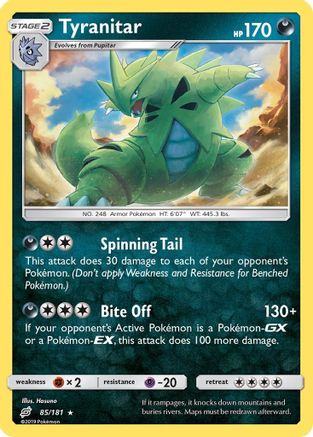 STAGE 2
Tyranitar
HP 170
Evolves from Pupitar
NO. 248 Armor Pokémon HT: 6'07" WT: 445.3 lbs.
Spinning Tail
This attack does 30 damage to each of your opponent's
Pokémon. (Don't apply Weakness and Resistance for Benched
Pokémon.)
Bite Off 130+
If your opponent's Active Pokémon is a Pokémon-GX
or a Pokémon-EX, this attack does 100 more damage.
weakness ×2 resistance -20 retreat
Illus. Hasuno
85/181 ★
©2019 Pokémon
If it rampages, it knocks down mountains and
buries rivers. Maps must be redrawn afterward.